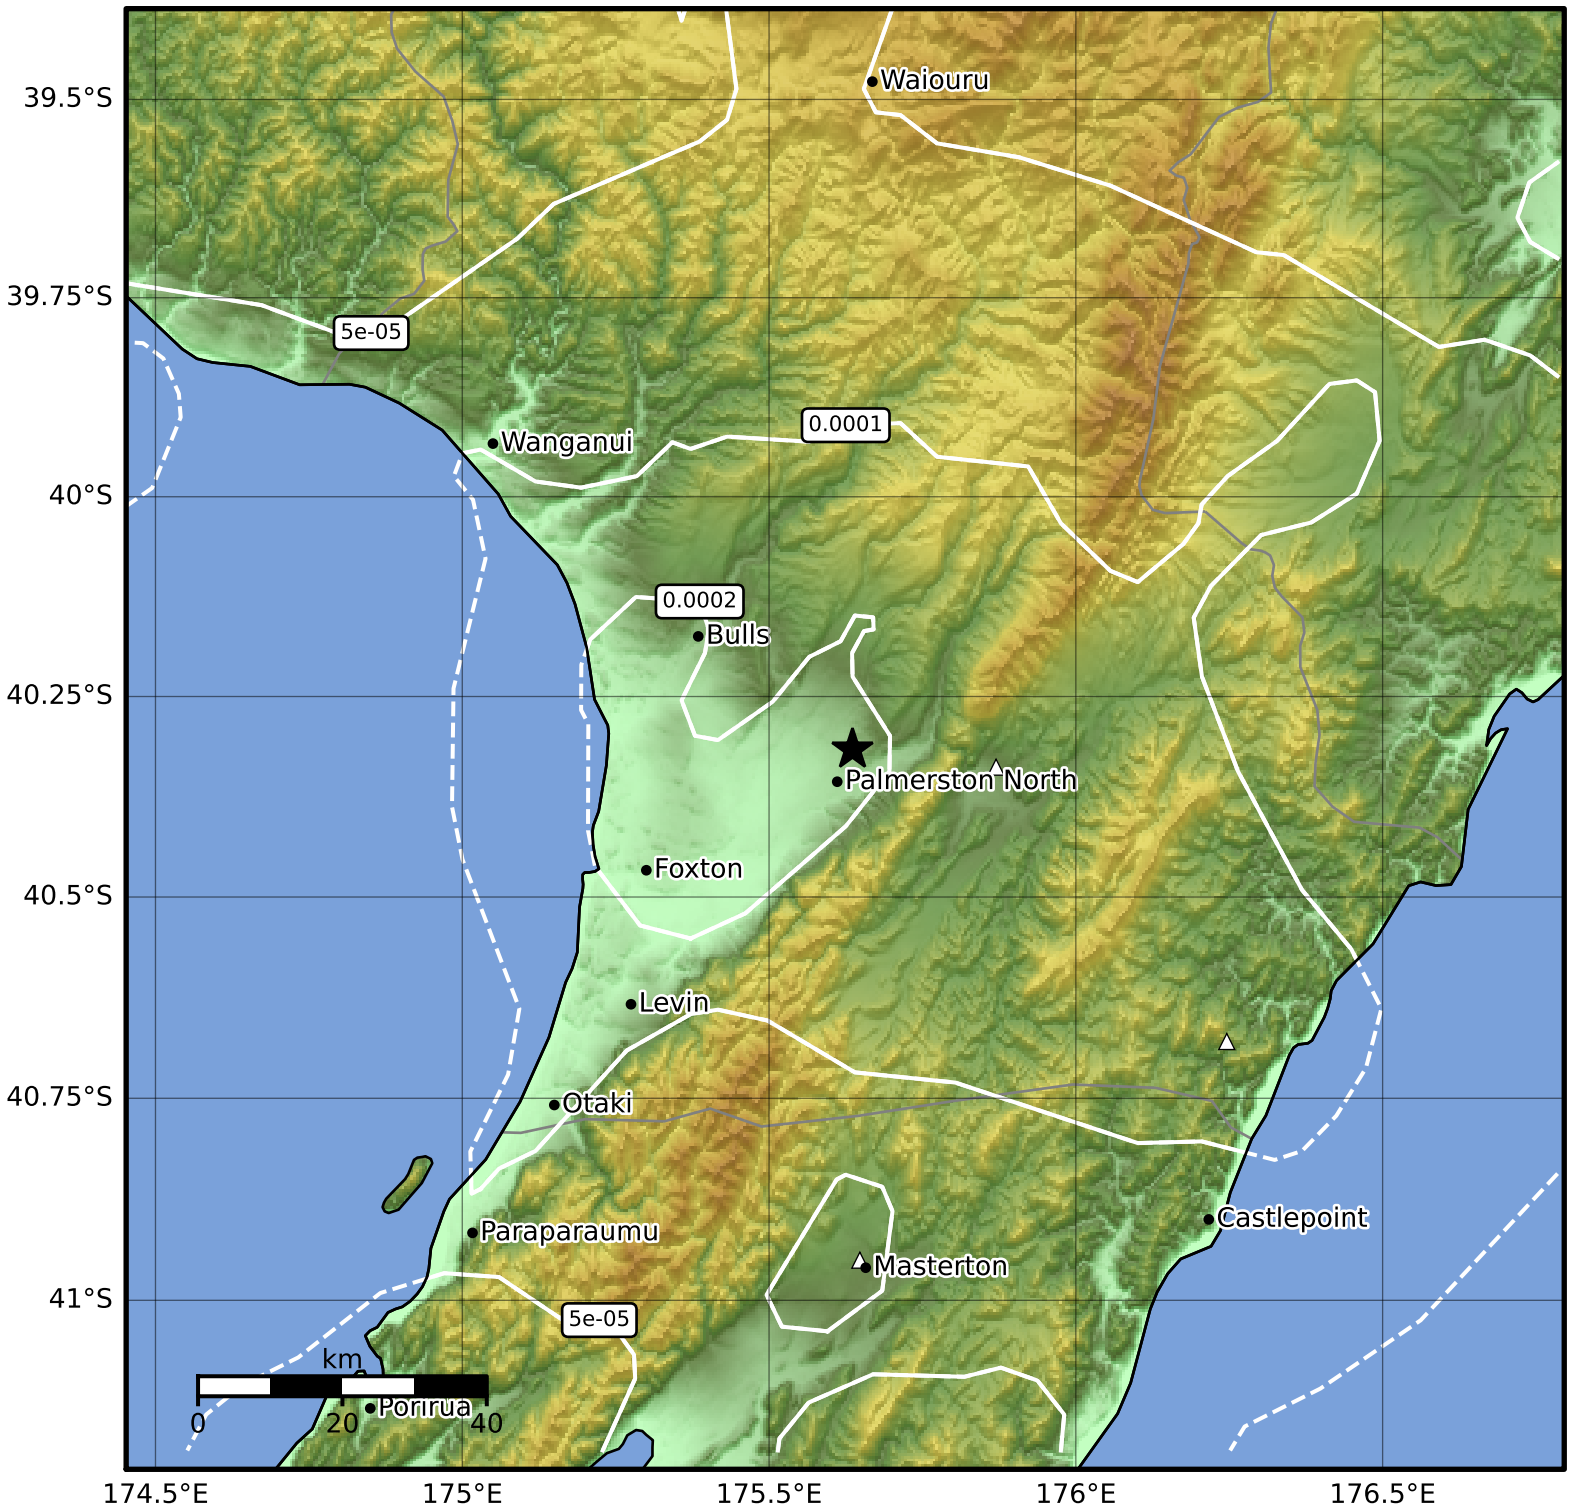 Waiouru
39.5°S
39.75°S
5e-05
0.0001
Wanganui
40°S
0.0002
Bulls
40.25°S
Palmerston North
Foxton
40.5°S
Levin
40.75°S
Otaki
Castlepoint
Paraparaumu
Masterton
41°S
5e-05
km
Porirua
0 20 40
174.5°E 175°E 175.5°E 176°E 176.5°E